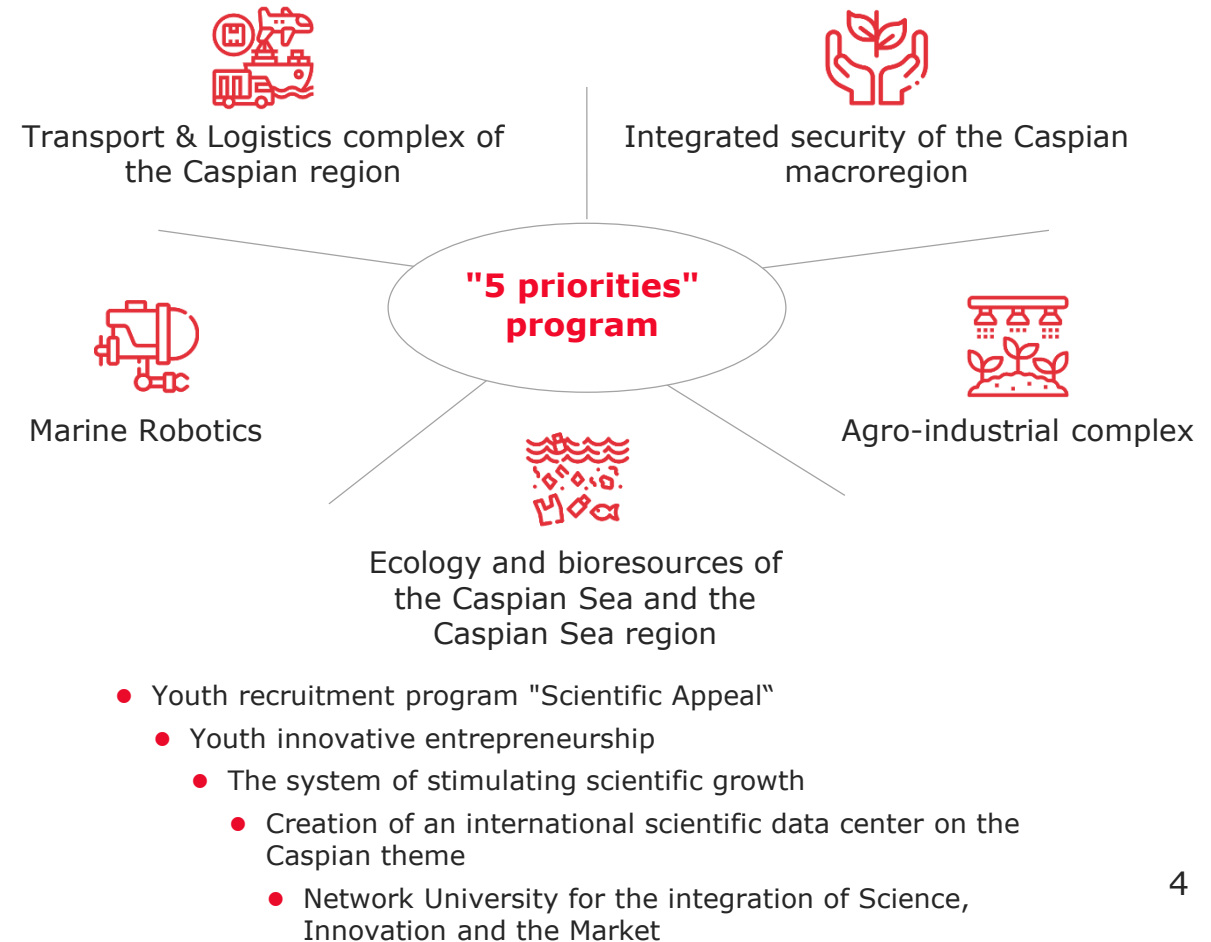 Transport & Logistics complex of
the Caspian region
Integrated security of the Caspian
macroregion
"5 priorities"
program
Marine Robotics
Agro-industrial complex
Ecology and bioresources of
the Caspian Sea and the
Caspian Sea region
● Youth recruitment program "Scientific Appeal‟
● Youth innovative entrepreneurship
● The system of stimulating scientific growth
● Creation of an international scientific data center on the
Caspian theme
● Network University for the integration of Science,
Innovation and the Market
4